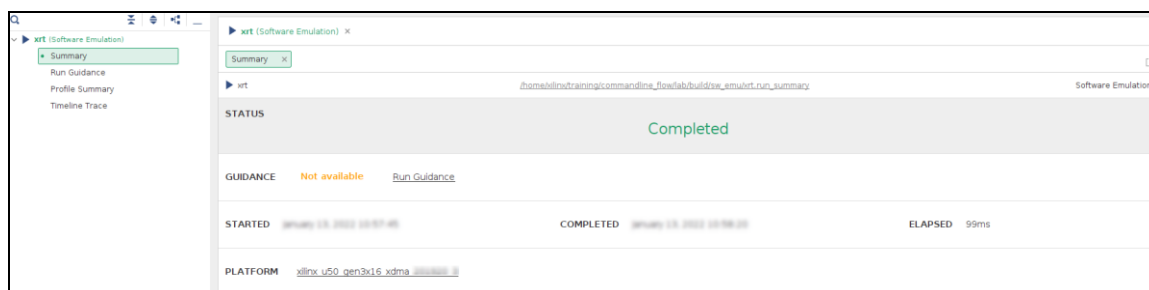 xrt (Software Emulation)
Summary
Run Guidance
Profile Summary
Timeline Trace
xrt (Software Emulation) ×
Summary ×
xrt /home/xilinx/training/commandline_flow/lab/build/sw_emu/xrt.run_summary Software Emulation
STATUS
Completed
GUIDANCE Not available Run Guidance
STARTED COMPLETED ELAPSED 99ms
PLATFORM xilinx_u50_gen3x16_xdma